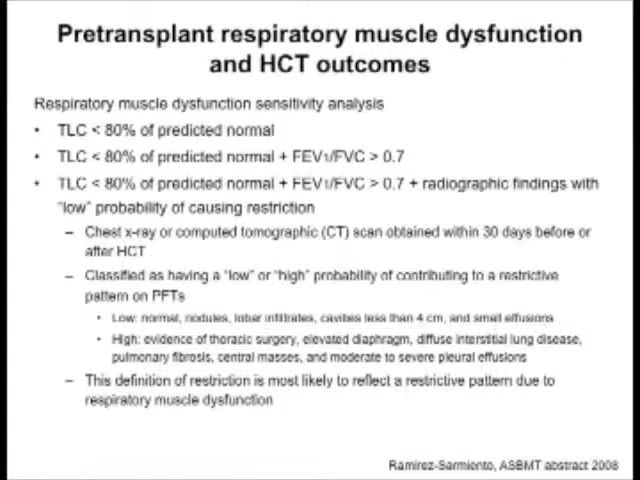 Pretransplant respiratory muscle dysfunction
and HCT outcomes
Respiratory muscle dysfunction sensitivity analysis
• TLC < 80% of predicted normal
• TLC < 80% of predicted normal + FEV1/FVC > 0.7
• TLC < 80% of predicted normal + FEV1/FVC > 0.7 + radiographic findings with
"low" probability of causing restriction
– Chest x-ray or computed tomographic (CT) scan obtained within 30 days before or
after HCT
– Classified as having a "low" or "high" probability of contributing to a restrictive
pattern on PFTs
• Low: normal, nodules, lobar infiltrates, cavities less than 4 cm, and small effusions
• High: evidence of thoracic surgery, elevated diaphragm, diffuse interstitial lung disease,
pulmonary fibrosis, central masses, and moderate to severe pleural effusions
– This definition of restriction is most likely to reflect a restrictive pattern due to
respiratory muscle dysfunction
Ramirez-Sarmiento, ASBMT abstract 2008